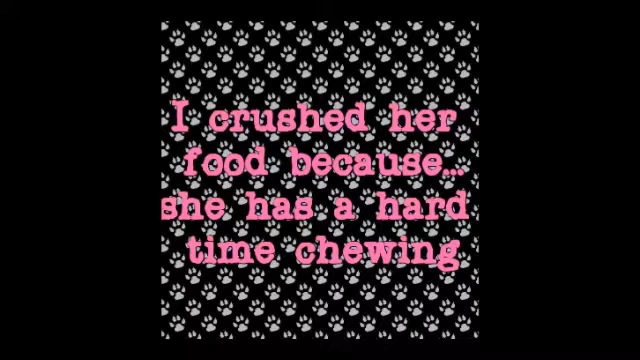 I crushed her
food because...
she has a hard
time chewing